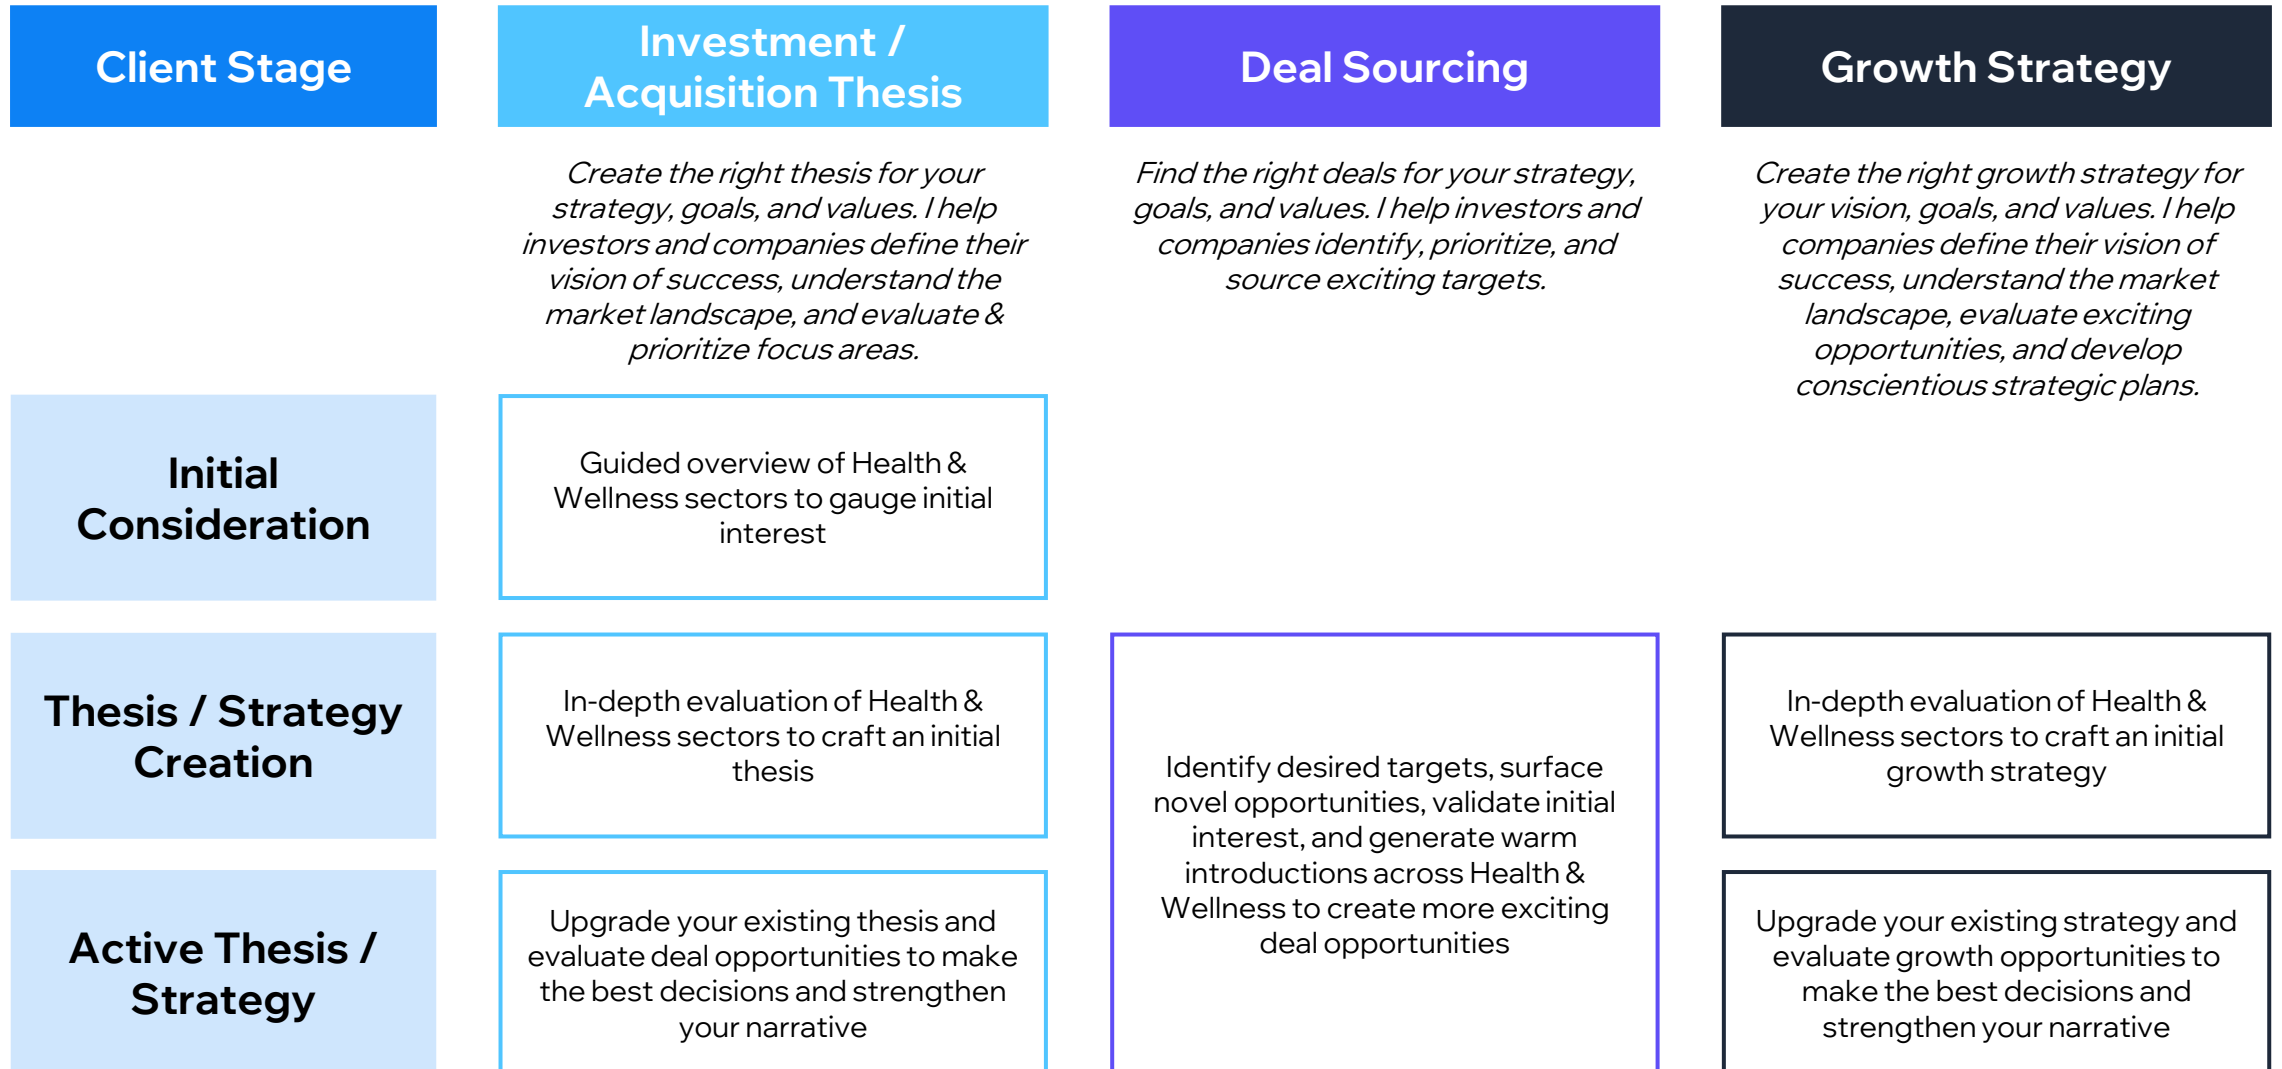 Client Stage
Investment /
Acquisition Thesis
Deal Sourcing
Growth Strategy
Create the right thesis for your
strategy, goals, and values. I help
investors and companies define their
vision of success, understand the
market landscape, and evaluate &
prioritize focus areas.
Find the right deals for your strategy,
goals, and values. I help investors and
companies identify, prioritize, and
source exciting targets.
Create the right growth strategy for
your vision, goals, and values. I help
companies define their vision of
success, understand the market
landscape, evaluate exciting
opportunities, and develop
conscientious strategic plans.
Initial
Consideration
Guided overview of Health &
Wellness sectors to gauge initial
interest
Thesis / Strategy
Creation
In-depth evaluation of Health &
Wellness sectors to craft an initial
thesis
Identify desired targets, surface
novel opportunities, validate initial
interest, and generate warm
introductions across Health &
Wellness to create more exciting
deal opportunities
In-depth evaluation of Health &
Wellness sectors to craft an initial
growth strategy
Active Thesis /
Strategy
Upgrade your existing thesis and
evaluate deal opportunities to make
the best decisions and strengthen
your narrative
Upgrade your existing strategy and
evaluate growth opportunities to
make the best decisions and
strengthen your narrative